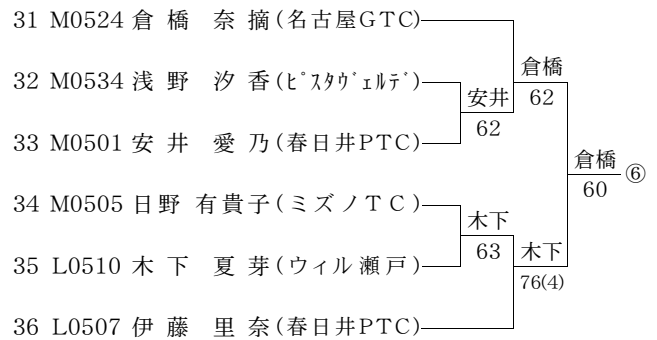 31 M0524 倉 橋 奈 摘(名古屋GTC)
倉橋
32 M0534 浅 野 汐 香(ﾋﾟｽﾀｳﾞｪﾙﾃﾞ)
安井
62
62
33 M0501 安 井 愛 乃(春日井PTC)
倉橋
⑥
60
34 M0505 日野 有貴子(ミズノTC)
木下
63
木下
35 L0510 木 下 夏 芽(ウィル瀬戸)
76(4)
36 L0507 伊 藤 里 奈(春日井PTC)